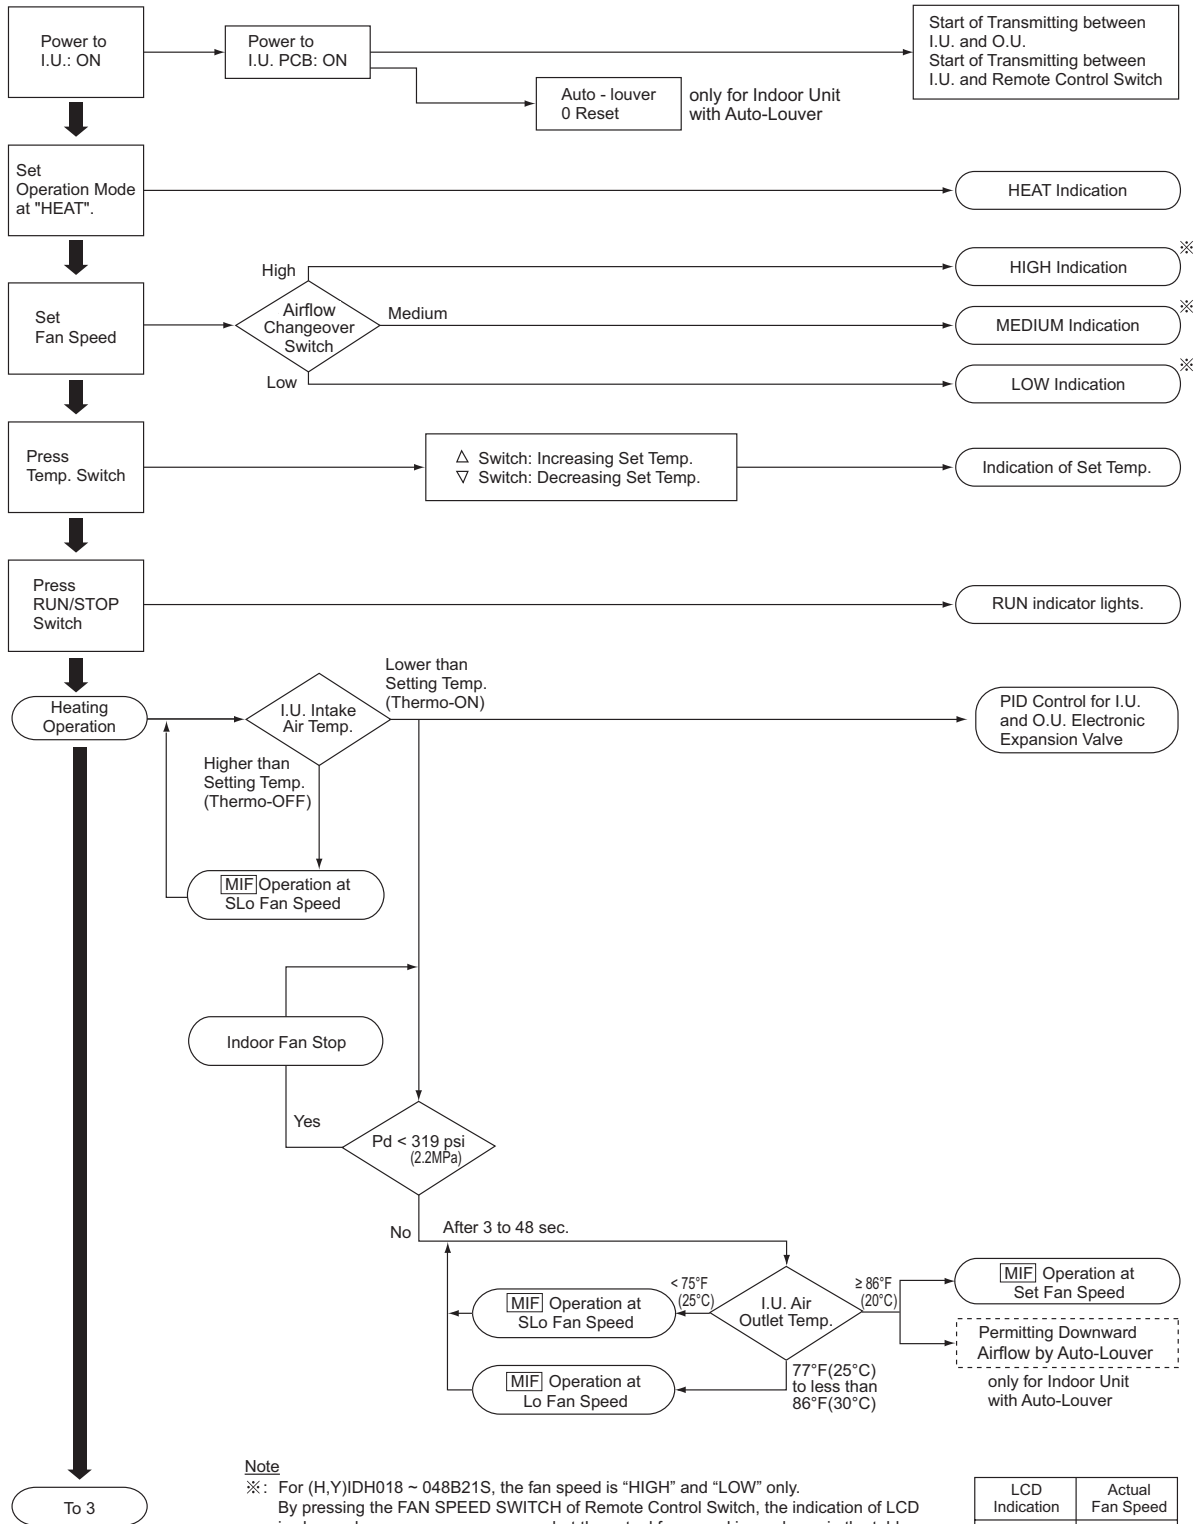 Power to
I.U.: ON
Power to
I.U. PCB: ON
Start of Transmitting between
I.U. and O.U.
Start of Transmitting between
I.U. and Remote Control Switch
Auto - louver
0 Reset
only for Indoor Unit
with Auto-Louver
Set
Operation Mode
at "HEAT".
HEAT Indication
Set
Fan Speed
High
Airflow
Changeover
Switch
Medium
Low
HIGH Indication
※
MEDIUM Indication
※
LOW Indication
※
Press
Temp. Switch
△ Switch: Increasing Set Temp.
▽ Switch: Decreasing Set Temp.
Indication of Set Temp.
Press
RUN/STOP
Switch
RUN indicator lights.
Heating
Operation
I.U. Intake
Air Temp.
Lower than
Setting Temp.
(Thermo-ON)
PID Control for I.U.
and O.U. Electronic
Expansion Valve
Higher than
Setting Temp.
(Thermo-OFF)
MIF Operation at
SLo Fan Speed
Indoor Fan Stop
Yes
Pd < 319 psi
(2.2MPa)
No
After 3 to 48 sec.
MIF Operation at
SLo Fan Speed
< 75°F
(25°C)
I.U. Air
Outlet Temp.
≥ 86°F
(20°C)
MIF Operation at
Set Fan Speed
Permitting Downward
Airflow by Auto-Louver
only for Indoor Unit
with Auto-Louver
MIF Operation at
Lo Fan Speed
77°F(25°C)
to less than
86°F(30°C)
To 3
Note
※: For (H,Y)IDH018 ~ 048B21S, the fan speed is “HIGH” and “LOW” only.
By pressing the FAN SPEED SWITCH of Remote Control Switch, the indication of LCD
LCD
Indication
Actual
Fan Speed